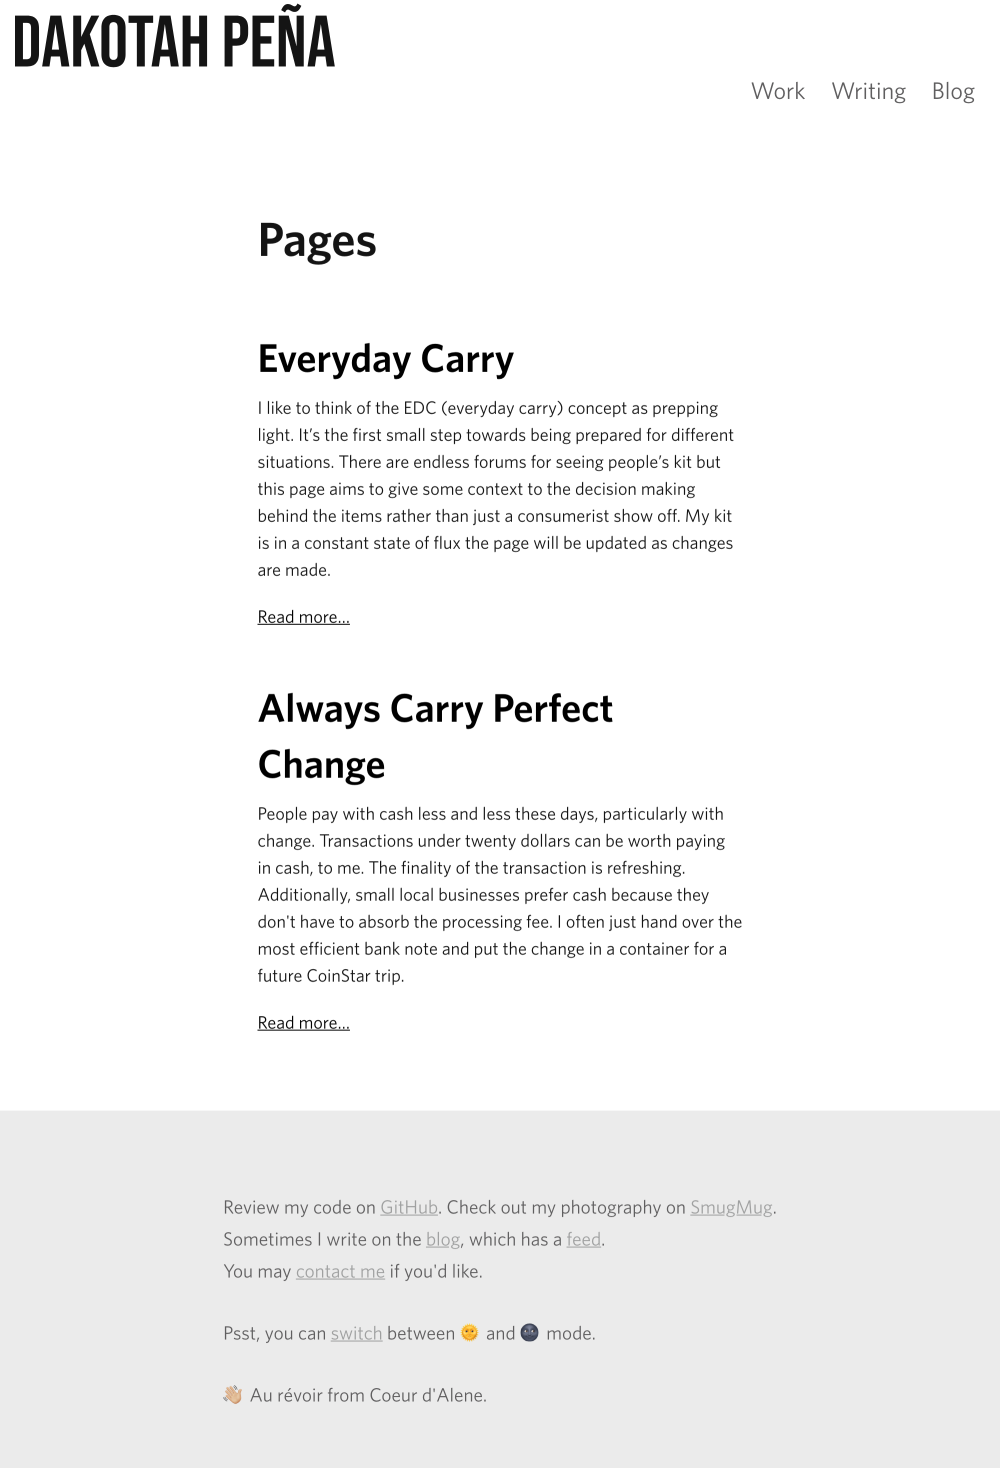 DAKOTAH PEÑA
Work Writing Blog
Pages
Everyday Carry
I like to think of the EDC (everyday carry) concept as prepping
light. It’s the first small step towards being prepared for different
situations. There are endless forums for seeing people’s kit but
this page aims to give some context to the decision making
behind the items rather than just a consumerist show off. My kit
is in a constant state of flux the page will be updated as changes
are made.
Read more…
Always Carry Perfect
Change
People pay with cash less and less these days, particularly with
change. Transactions under twenty dollars can be worth paying
in cash, to me. The finality of the transaction is refreshing.
Additionally, small local businesses prefer cash because they
don't have to absorb the processing fee. I often just hand over the
most efficient bank note and put the change in a container for a
future CoinStar trip.
Read more…
Review my code on GitHub. Check out my photography on SmugMug.
Sometimes I write on the blog, which has a feed.
You may contact me if you'd like.
Psst, you can switch between 🌞 and 🌚 mode.
👋🏼 Au révoir from Coeur d'Alene.